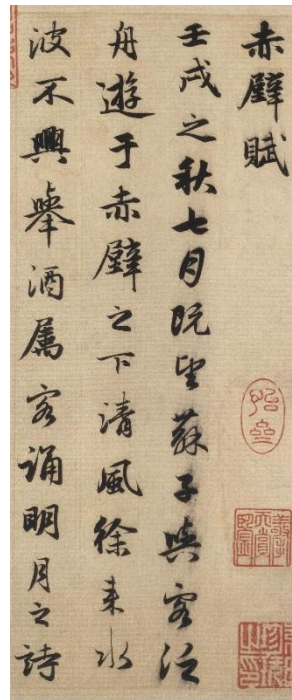 赤壁賦
壬戌之秋七月既望蘇子與客泛
舟遊于赤壁之下清風徐来水
波不興舉酒属客誦明月之詩